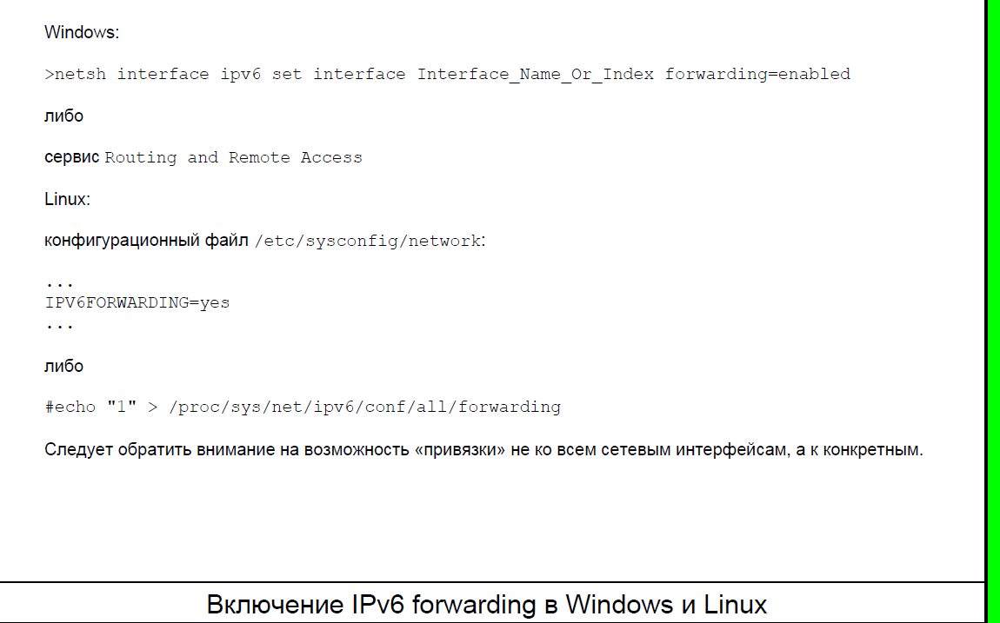 Windows:
>netsh interface ipv6 set interface Interface_Name_Or_Index forwarding=enabled
либо
сервис Routing and Remote Access
Linux:
конфигурационный файл /etc/sysconfig/network:
...
IPV6FORWARDING=yes
...
либо
#echo "1" > /proc/sys/net/ipv6/conf/all/forwarding
Следует обратить внимание на возможность «привязки» не ко всем сетевым интерфейсам, а к конкретным.
Включение IPv6 forwarding в Windows и Linux